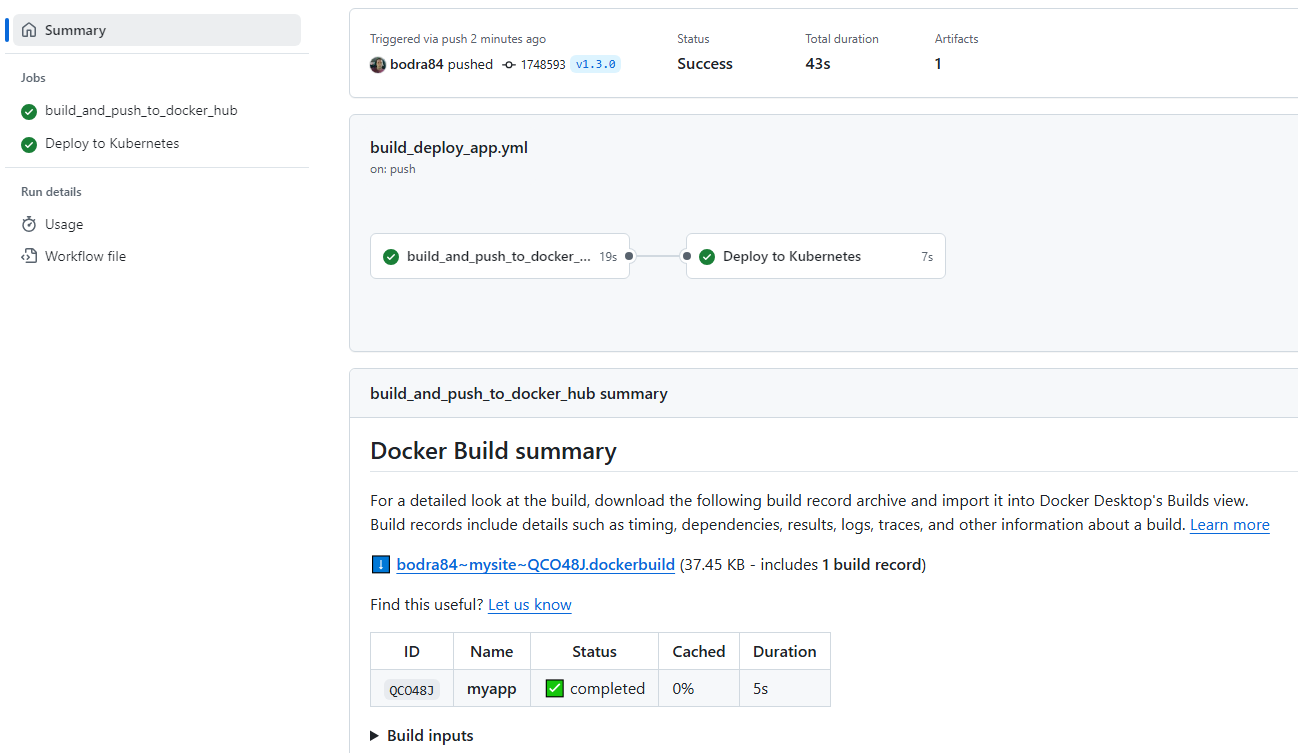 Summary
Jobs
build_and_push_to_docker_hub
Deploy to Kubernetes
Run details
Usage
Workflow file
Triggered via push 2 minutes ago
bodra84 pushed 1748593 v1.3.0
Status
Success
Total duration
43s
Artifacts
1
build_deploy_app.yml
on: push
build_and_push_to_docker_... 19s
Deploy to Kubernetes 7s
build_and_push_to_docker_hub summary
Docker Build summary
For a detailed look at the build, download the following build record archive and import it into Docker Desktop's Builds view.
Build records include details such as timing, dependencies, results, logs, traces, and other information about a build. Learn more
bodra84~mysite~QCO48J.dockerbuild (37.45 KB - includes 1 build record)
Find this useful? Let us know
ID Name Status Cached Duration
QCO48J myapp completed 0% 5s
Build inputs